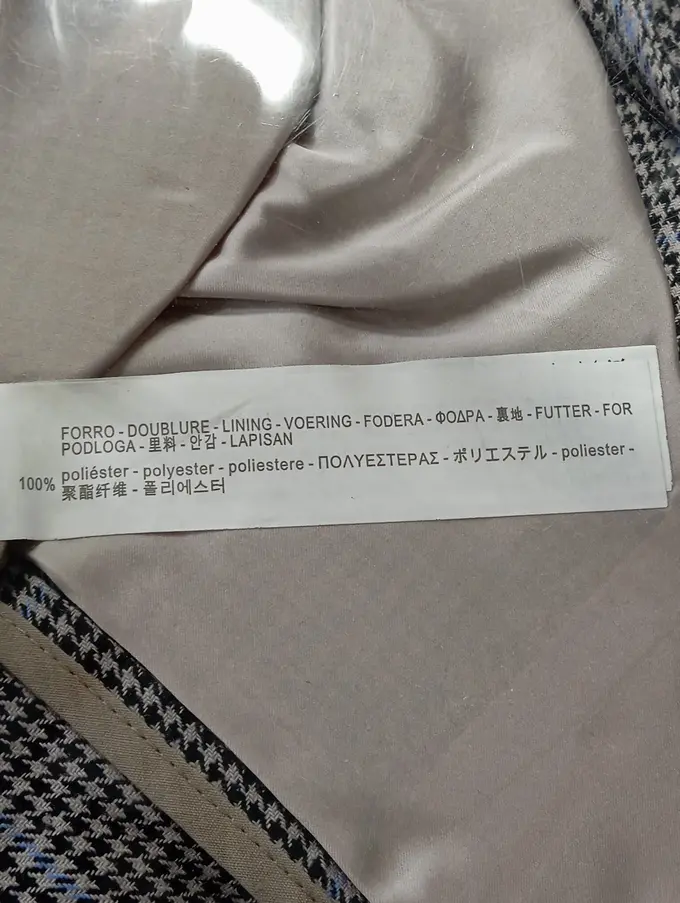 FORRO - DOUBLURE - LINING - VOERING - FODERA - ΦΟΔΡΑ - 裏地 - FUTTER - FOR
PODLOGA - 里料 - 안감 - LAPISAN
100% poliéster - polyester - poliestere - ΠΟΛΥΕΣΤΕΡΑΣ - ポリエステル - poliester -
聚酯纤维 - 폴리에스터